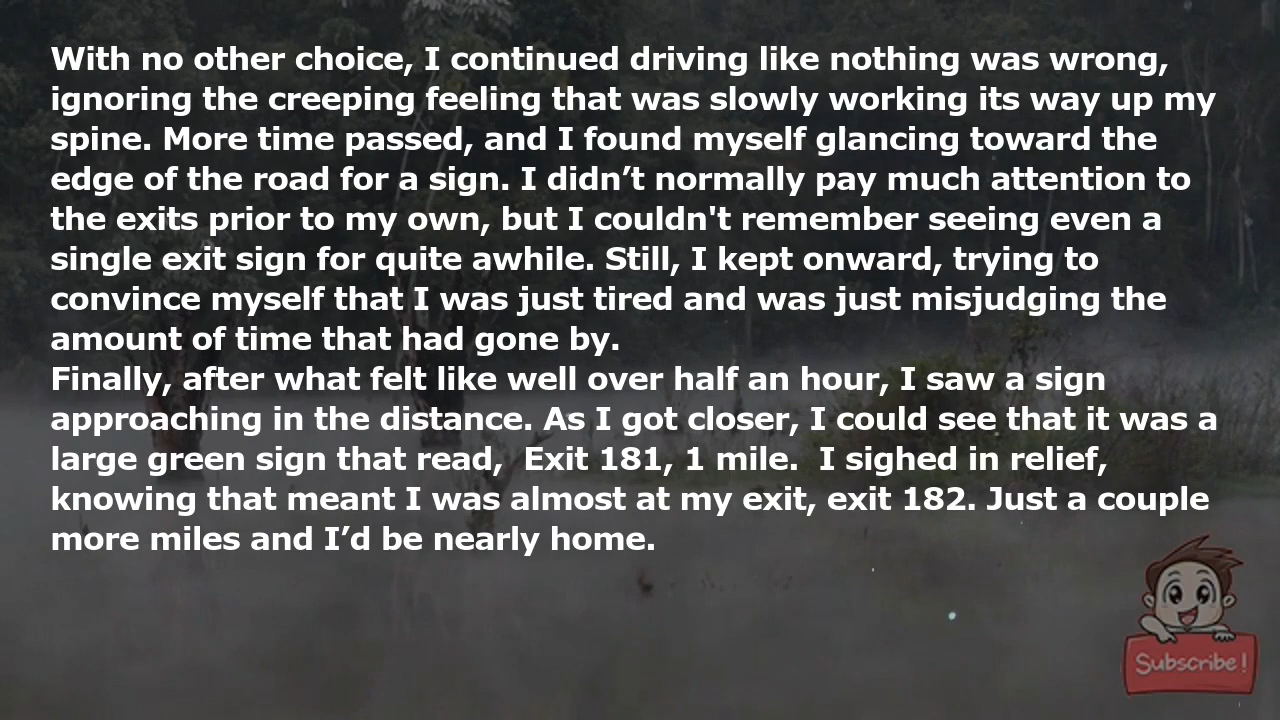 With no other choice, I continued driving like nothing was wrong,
ignoring the creeping feeling that was slowly working its way up my
spine. More time passed, and I found myself glancing toward the
edge of the road for a sign. I didn’t normally pay much attention to
the exits prior to my own, but I couldn't remember seeing even a
single exit sign for quite awhile. Still, I kept onward, trying to
convince myself that I was just tired and was just misjudging the
amount of time that had gone by.
Finally, after what felt like well over half an hour, I saw a sign
approaching in the distance. As I got closer, I could see that it was a
large green sign that read,  Exit 181, 1 mile.  I sighed in relief,
knowing that meant I was almost at my exit, exit 182. Just a couple
more miles and I’d be nearly home.
Subscribe!